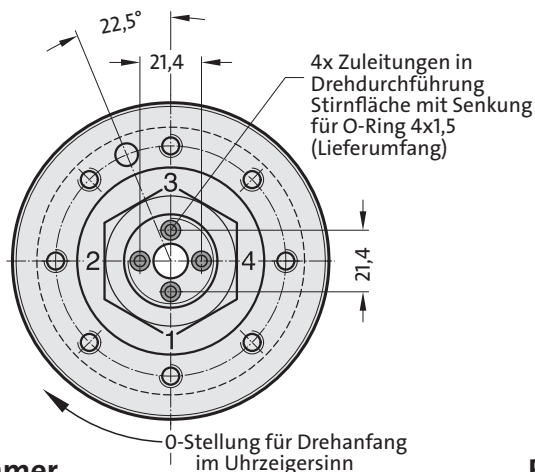 22,5°
21,4
4x Zuleitungen in
Drehdurchführung
Stirnfläche mit Senkung
für O-Ring 4x1,5
(Lieferumfang)
3
2
4
21,4
1
0-Stellung für Drehanfang
im Uhrzeigersinn